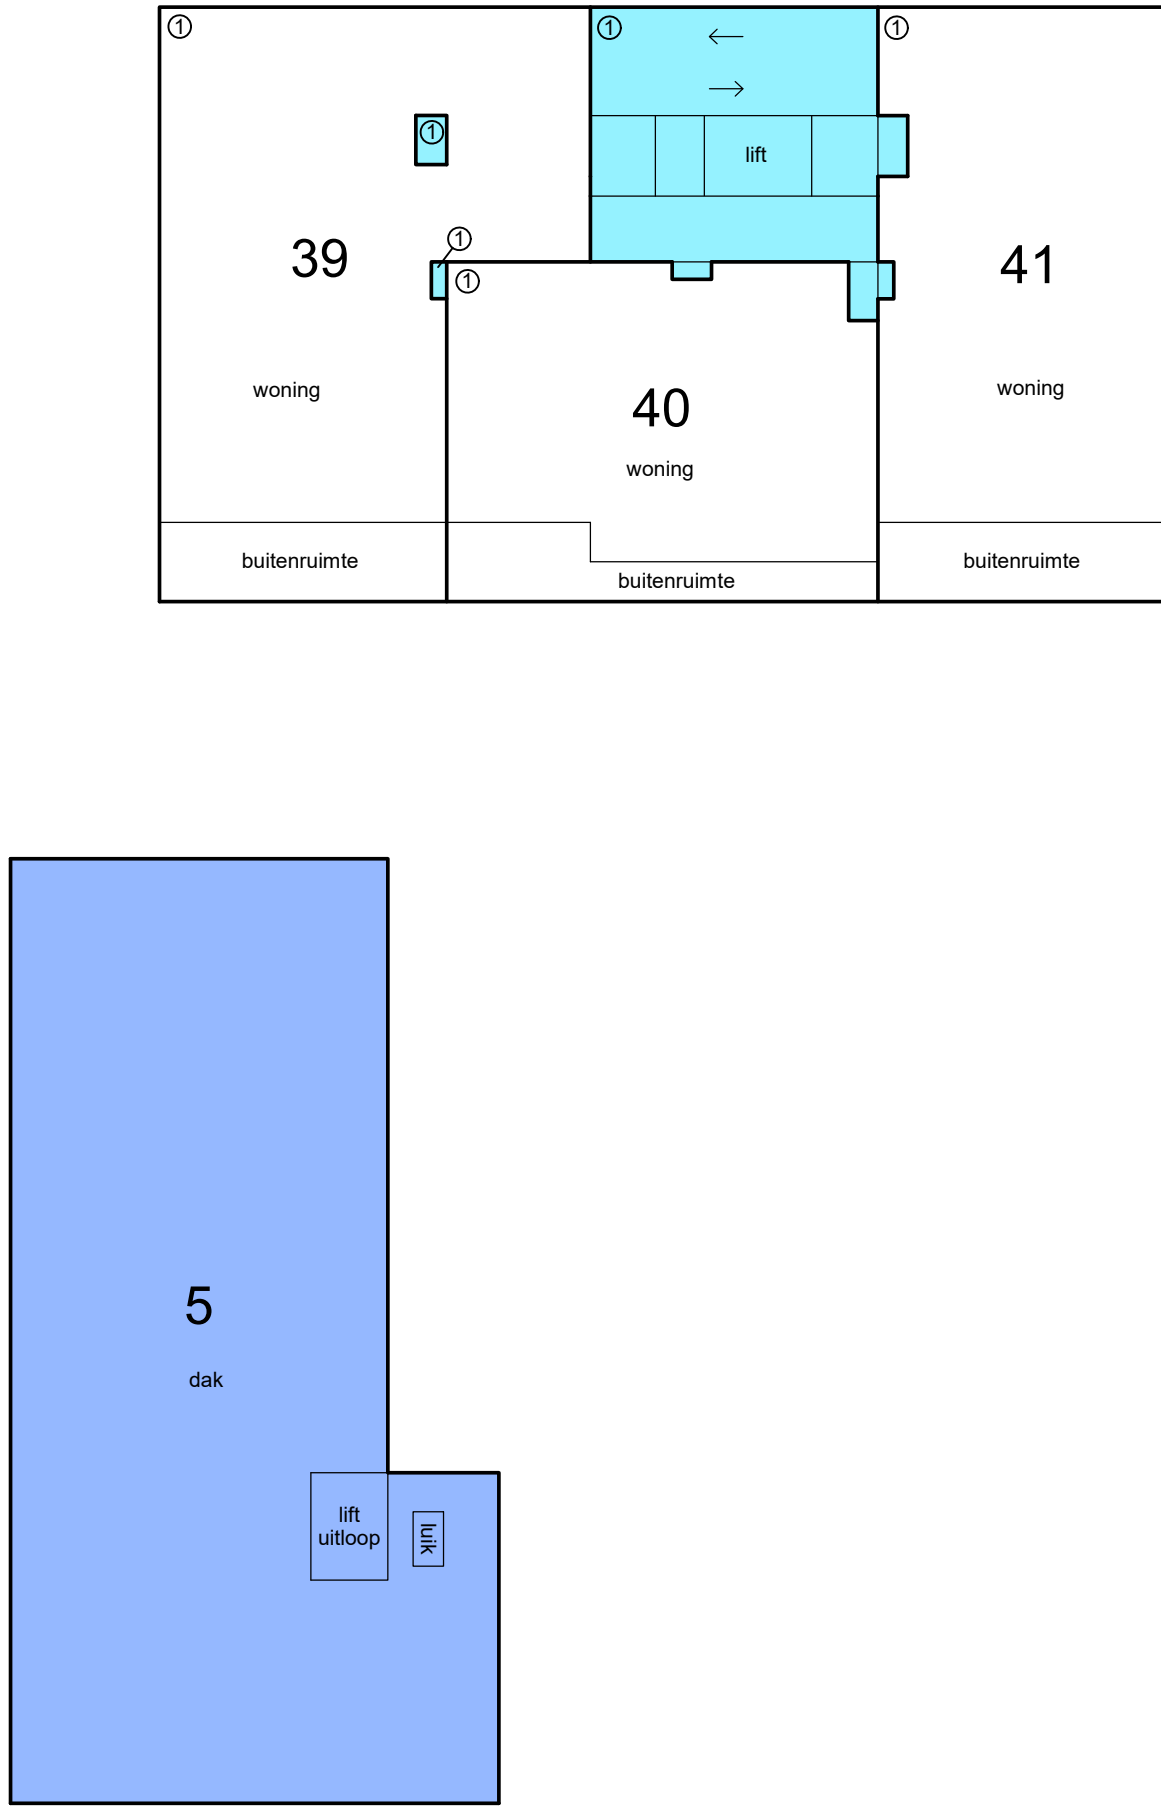 ①
①
①
①
lift
①
①
39
41
40
woning
woning
woning
buitenruimte
buitenruimte
buitenruimte
5
dak
lift
uitloop
luik